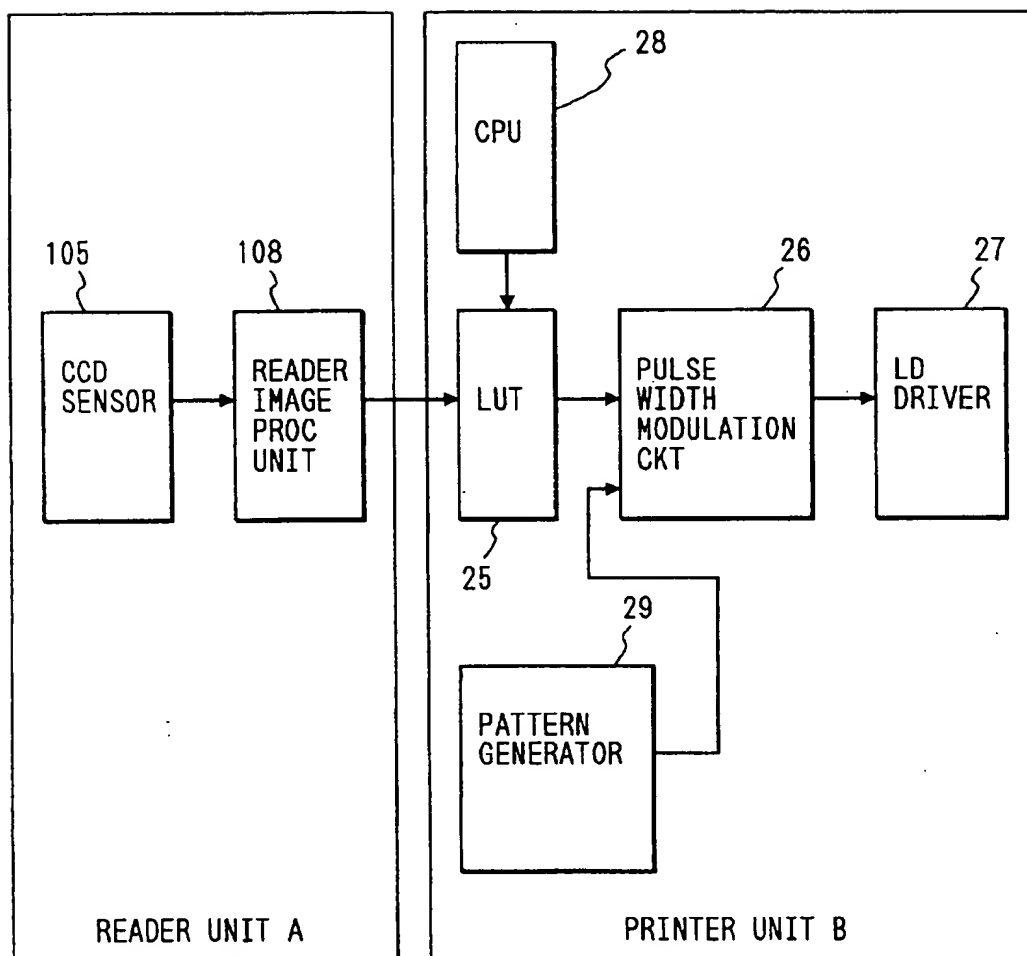 28
CPU
105
108
26
27
CCD
SENSOR
READER
IMAGE
PROC
UNIT
LUT
PULSE
WIDTH
MODULATION
CKT
LD
DRIVER
25
29
PATTERN
GENERATOR
READER UNIT A
PRINTER UNIT B